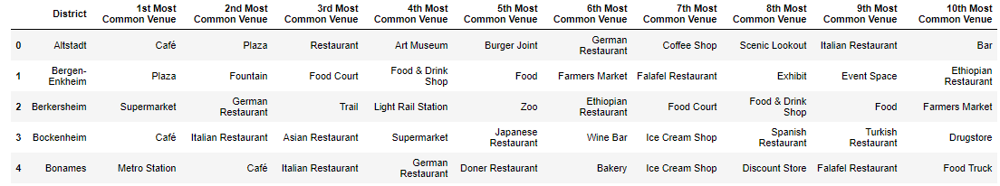 District 1st Most Common Venue 2nd Most Common Venue 3rd Most Common Venue 4th Most Common Venue 5th Most Common Venue 6th Most Common Venue 7th Most Common Venue 8th Most Common Venue 9th Most Common Venue 10th Most Common Venue
0 Altstadt Café Plaza Restaurant Art Museum Burger Joint German Restaurant Coffee Shop Scenic Lookout Italian Restaurant Bar
1 Bergen-Enkheim Plaza Fountain Food Court Food & Drink Shop Food Farmers Market Falafel Restaurant Exhibit Event Space Ethiopian Restaurant
2 Berkersheim Supermarket German Restaurant Trail Light Rail Station Zoo Ethiopian Restaurant Food Court Food & Drink Shop Food Farmers Market
3 Bockenheim Café Italian Restaurant Asian Restaurant Supermarket Japanese Restaurant Wine Bar Ice Cream Shop Spanish Restaurant Turkish Restaurant Drugstore
4 Bonames Metro Station Café Italian Restaurant German Restaurant Doner Restaurant Bakery Ice Cream Shop Discount Store Falafel Restaurant Food Truck